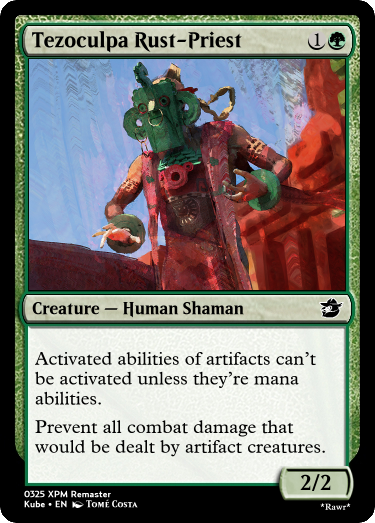 Tezoculpa Rust-Priest 1
Creature — Human Shaman
Activated abilities of artifacts can't
be activated unless they're mana
abilities.
Prevent all combat damage that
would be dealt by artifact creatures.
2/2
0325 XPM Remaster
Kube • EN Tomé Costa
*Rawr*